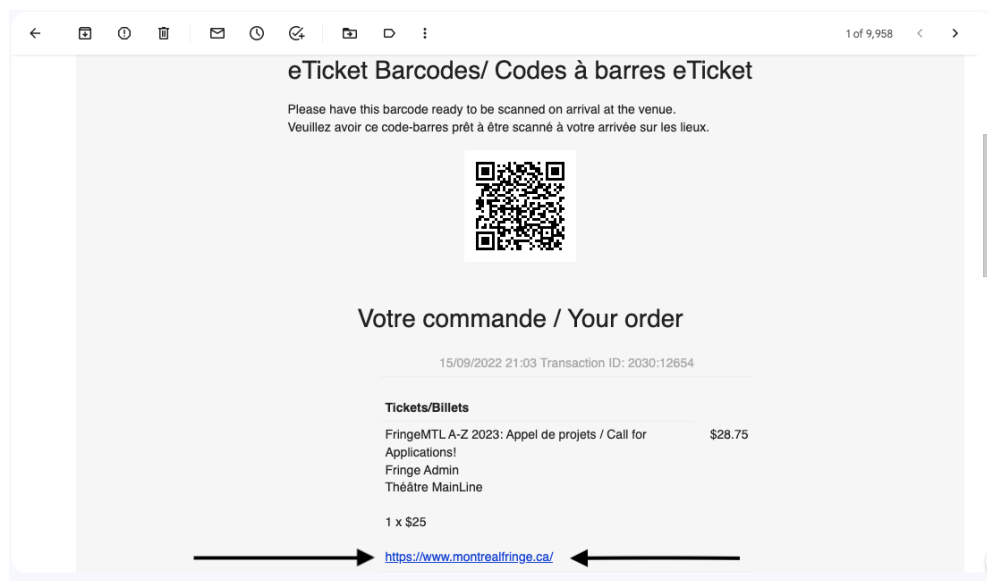 1 of 9,958
eTicket Barcodes/ Codes à barres eTicket
Please have this barcode ready to be scanned on arrival at the venue.
Veuillez avoir ce code-barres prêt à être scanné à votre arrivée sur les lieux.
Votre commande / Your order
15/09/2022 21:03 Transaction ID: 2030:12654
Tickets/Billets
FringeMTL A-Z 2023: Appel de projets / Call for $28.75
Applications!
Fringe Admin
Théâtre MainLine
1 x $25
https://www.montrealfringe.ca/